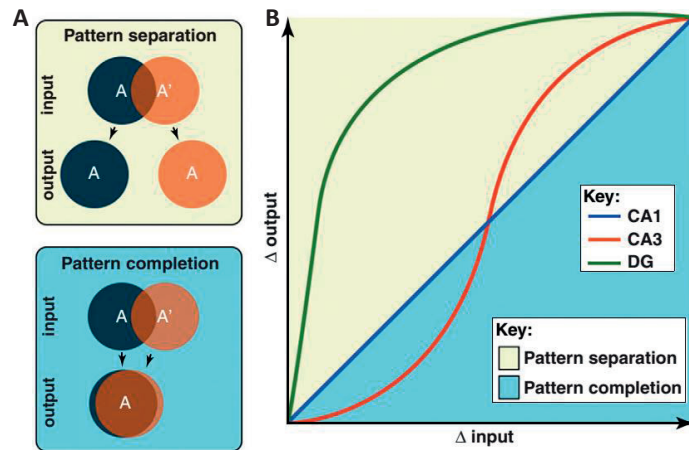 A
Pattern separation
input
A
A'
output
A
A
Pattern completion
input
A
A'
output
A
B
Δ output
Key:
CA1
CA3
DG
Key:
Pattern separation
Pattern completion
Δ input